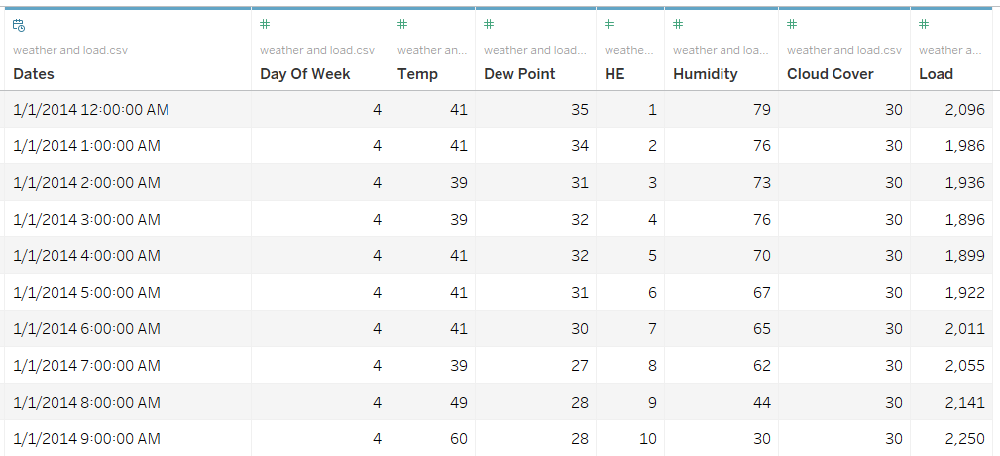 weather and load.csv weather and load.csv weather an... weather and load... weathe... weather and loa... weather and load.csv weather a...
Dates Day Of Week Temp Dew Point HE Humidity Cloud Cover Load
1/1/2014 12:00:00 AM 4 41 35 1 79 30 2,096
1/1/2014 1:00:00 AM 4 41 34 2 76 30 1,986
1/1/2014 2:00:00 AM 4 39 31 3 73 30 1,936
1/1/2014 3:00:00 AM 4 39 32 4 76 30 1,896
1/1/2014 4:00:00 AM 4 41 32 5 70 30 1,899
1/1/2014 5:00:00 AM 4 41 31 6 67 30 1,922
1/1/2014 6:00:00 AM 4 41 30 7 65 30 2,011
1/1/2014 7:00:00 AM 4 39 27 8 62 30 2,055
1/1/2014 8:00:00 AM 4 49 28 9 44 30 2,141
1/1/2014 9:00:00 AM 4 60 28 10 30 30 2,250